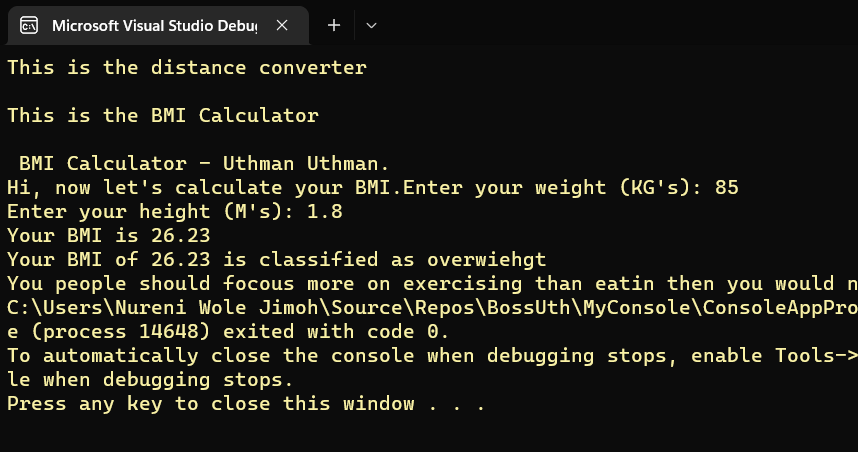 Microsoft Visual Studio Debug
This is the distance converter
This is the BMI Calculator
BMI Calculator - Uthman Uthman.
Hi, now let's calculate your BMI.Enter your weight (KG's): 85
Enter your height (M's): 1.8
Your BMI is 26.23
Your BMI of 26.23 is classified as overwiehgt
You people should focous more on exercising than eatin then you would n
C:\Users\Nureni Wole Jimoh\Source\Repos\BossUth\MyConsole\ConsoleAppPro
e (process 14648) exited with code 0.
To automatically close the console when debugging stops, enable Tools->
le when debugging stops.
Press any key to close this window . . .